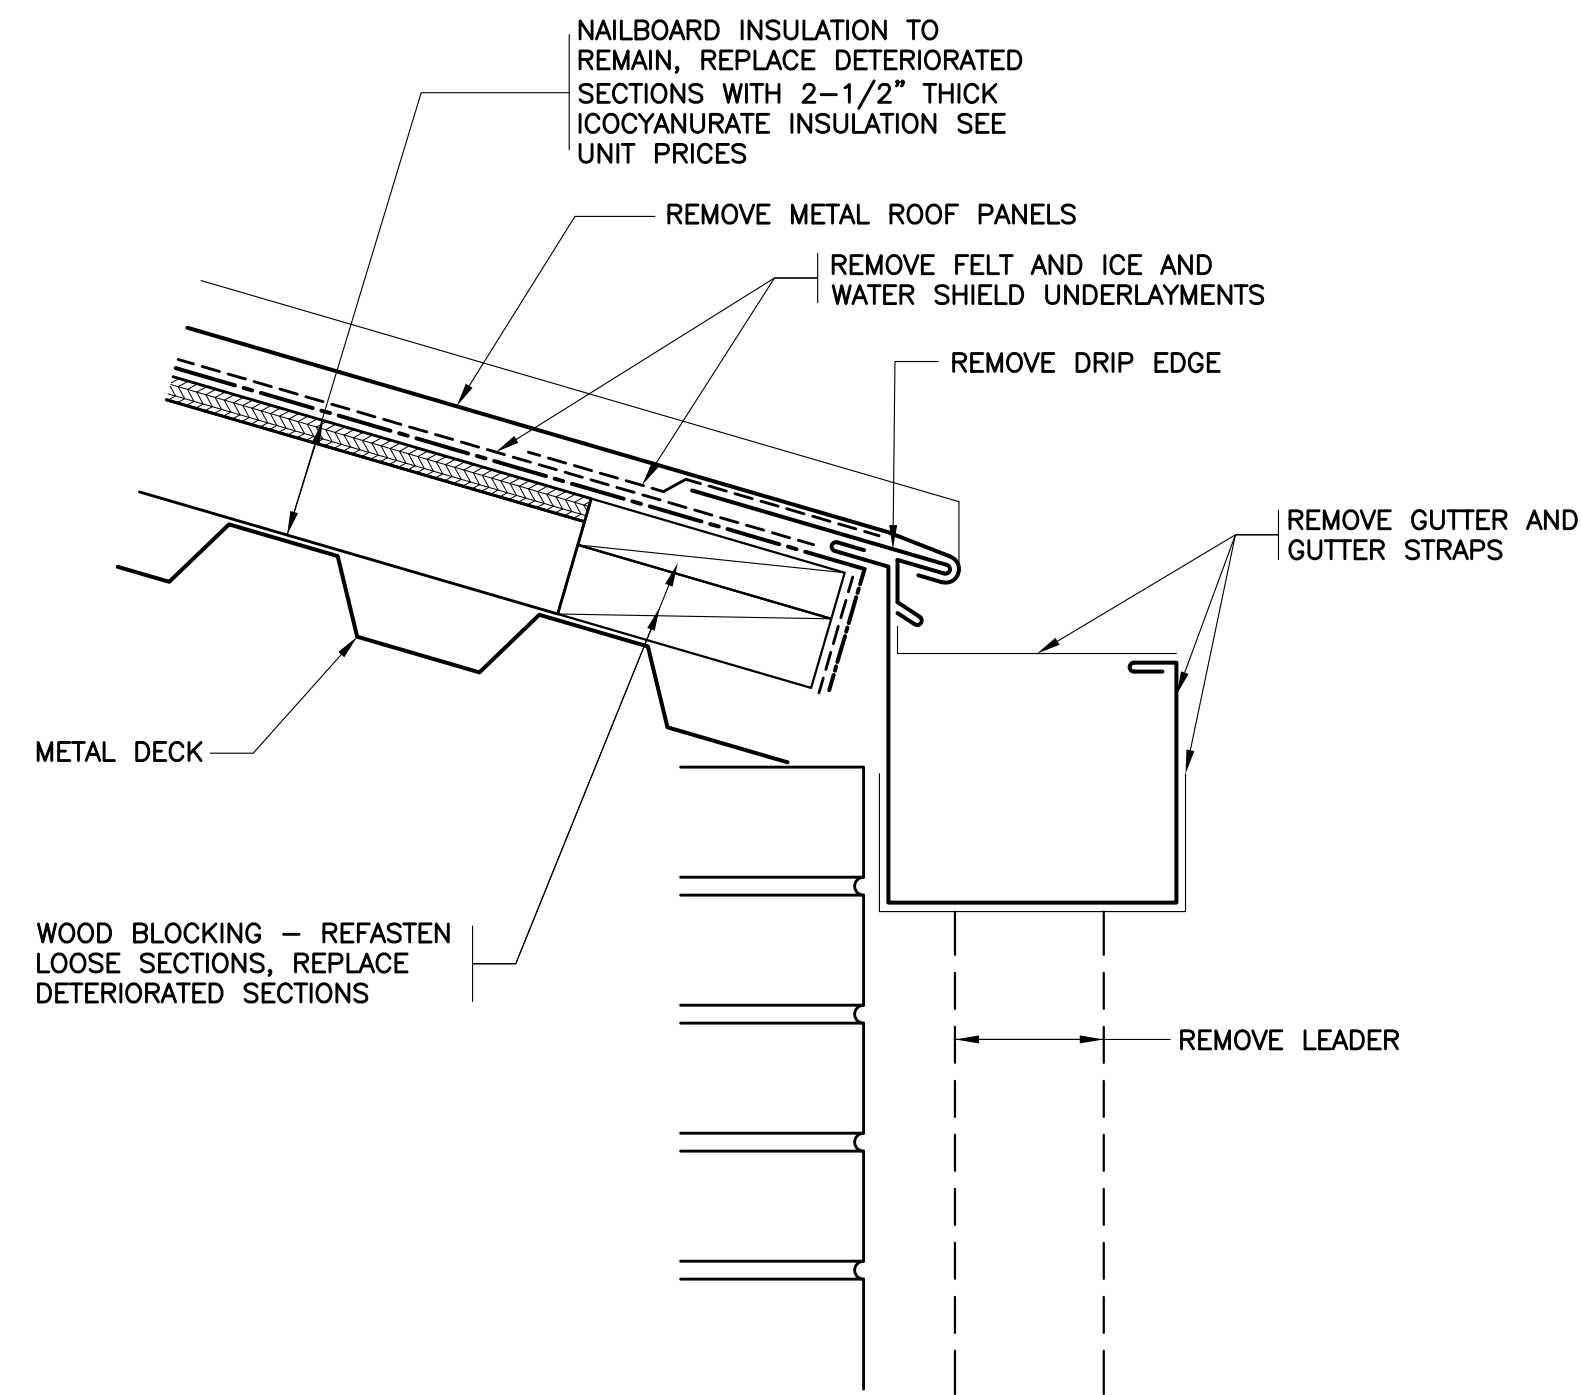 NAILBOARD INSULATION TO
REMAIN, REPLACE DETERIORATED
SECTIONS WITH 2-1/2" THICK
ICOCYANURATE INSULATION SEE
UNIT PRICES
REMOVE METAL ROOF PANELS
REMOVE FELT AND ICE AND
WATER SHIELD UNDERLAYMENTS
REMOVE DRIP EDGE
REMOVE GUTTER AND
GUTTER STRAPS
METAL DECK
WOOD BLOCKING – REFASTEN
LOOSE SECTIONS, REPLACE
DETERIORATED SECTIONS
REMOVE LEADER